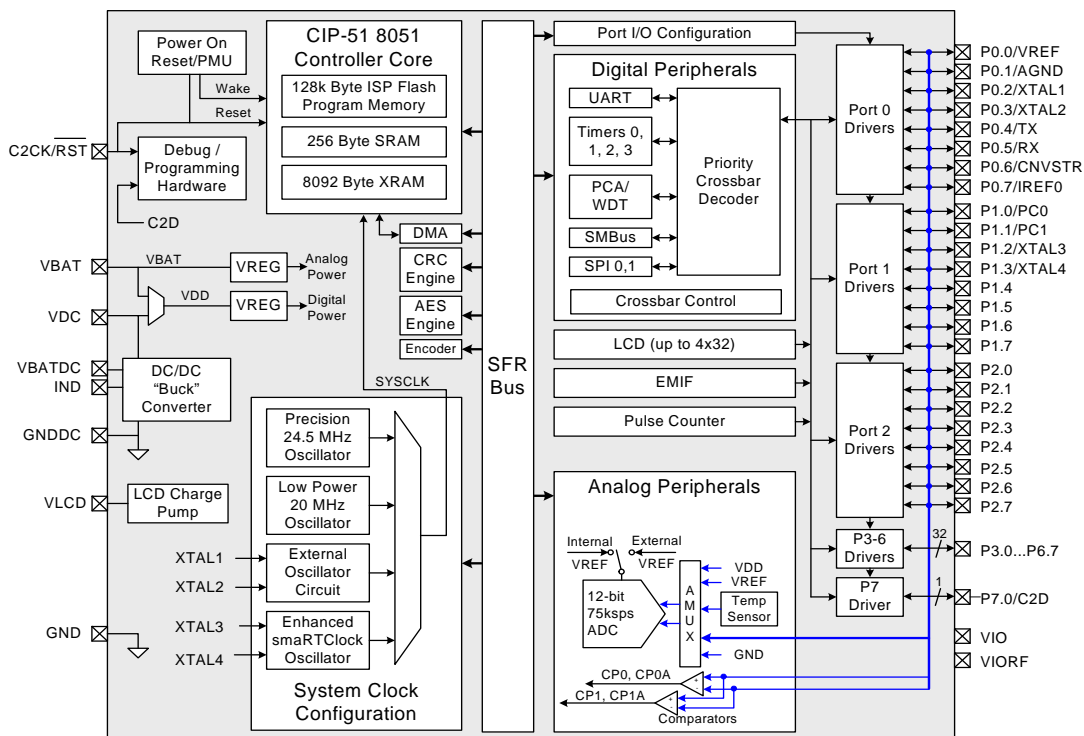 Power On
Reset/PMU
Wake
Reset
C2CK/RST
Debug /
Programming
Hardware
C2D
VBAT
VBAT
VREG
Analog
Power
VDD
VREG
Digital
Power
VDC
VBATDC
IND
DC/DC
“Buck”
Converter
GNDDC
VLCD
LCD Charge
Pump
XTAL1
XTAL2
GND
XTAL3
XTAL4
CIP-51 8051
Controller Core
128k Byte ISP Flash
Program Memory
256 Byte SRAM
8092 Byte XRAM
DMA
CRC
Engine
AES
Engine
Encoder
SYSCLK
Precision
24.5 MHz
Oscillator
Low Power
20 MHz
Oscillator
External
Oscillator
Circuit
Enhanced
smaRTClock
Oscillator
System Clock
Configuration
SFR
Bus
Port I/O Configuration
Digital Peripherals
UART
Timers 0,
1, 2, 3
PCA/
WDT
SMBus
SPI 0,1
Priority
Crossbar
Decoder
Crossbar Control
LCD (up to 4x32)
EMIF
Pulse Counter
Analog Peripherals
Internal
VREF
External
VREF
12-bit
75ksps
ADC
A
M
U
X
VDD
VREF
Temp
Sensor
GND
CP0, CP0A
+
-
CP1, CP1A
+
-
Comparators
Port 0
Drivers
Port 1
Drivers
Port 2
Drivers
P3-6
Drivers
P7
Driver
32
1
P0.0/VREF
P0.1/AGND
P0.2/XTAL1
P0.3/XTAL2
P0.4/TX
P0.5/RX
P0.6/CNVSTR
P0.7/IREF0
P1.0/PC0
P1.1/PC1
P1.2/XTAL3
P1.3/XTAL4
P1.4
P1.5
P1.6
P1.7
P2.0
P2.1
P2.2
P2.3
P2.4
P2.5
P2.6
P2.7
P3.0...P6.7
P7.0/C2D
VIO
VIORF